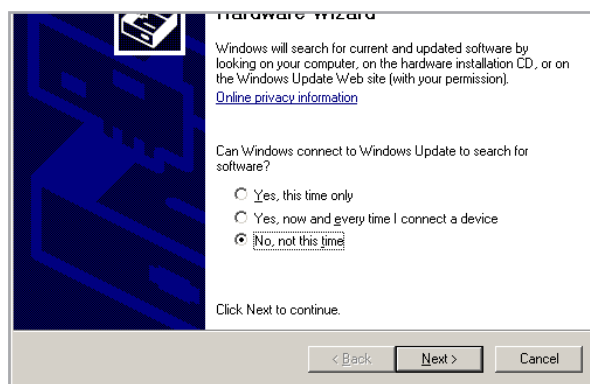 Hardware Wizard
Windows will search for current and updated software by
looking on your computer, on the hardware installation CD, or on
the Windows Update Web site (with your permission).
Online privacy information
Can Windows connect to Windows Update to search for
software?
Yes, this time only
Yes, now and every time I connect a device
No, not this time
Click Next to continue.
< Back
Next >
Cancel